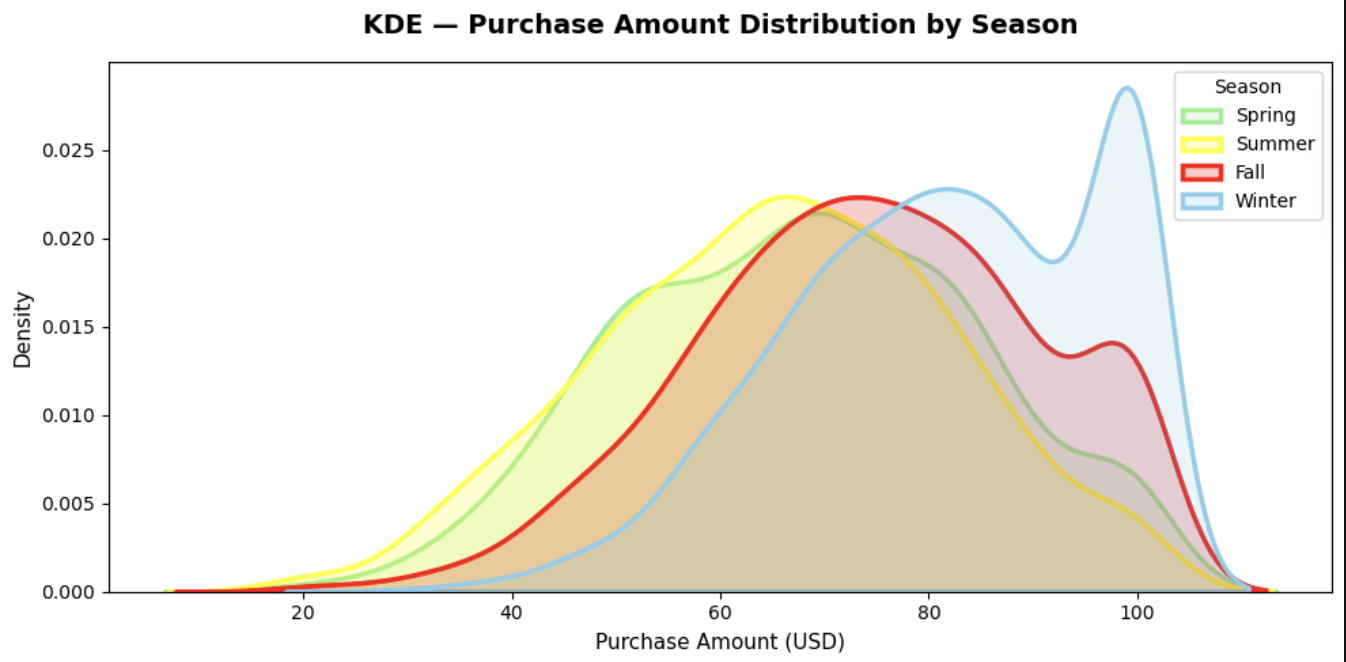 KDE — Purchase Amount Distribution by Season
Season
Spring
Summer
Fall
Winter
0.025
0.020
0.015
0.010
0.005
0.000
Density
20 40 60 80 100
Purchase Amount (USD)